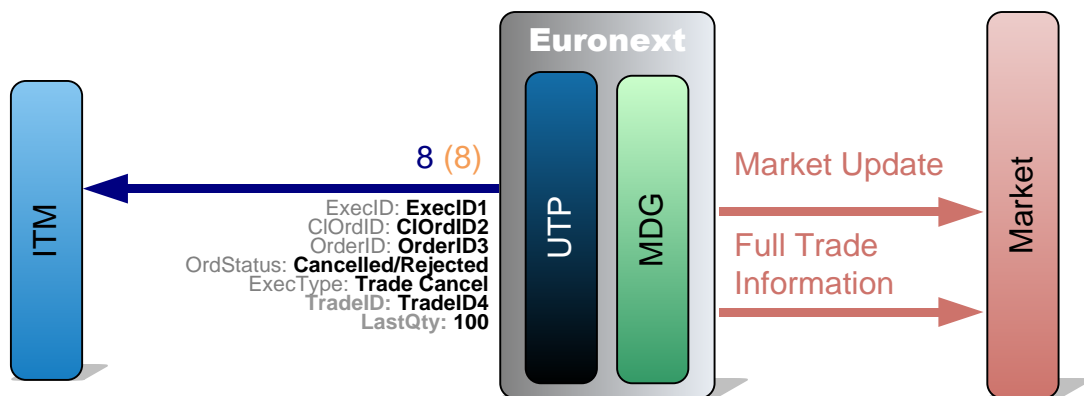 Euronext
ITM
8 (8)
ExecID: ExecID1
ClOrdID: ClOrdID2
OrderID: OrderID3
OrdStatus: Cancelled/Rejected
ExecType: Trade Cancel
TradeID: TradeID4
LastQty: 100
UTP
MDG
Market Update
Full Trade
Information
Market